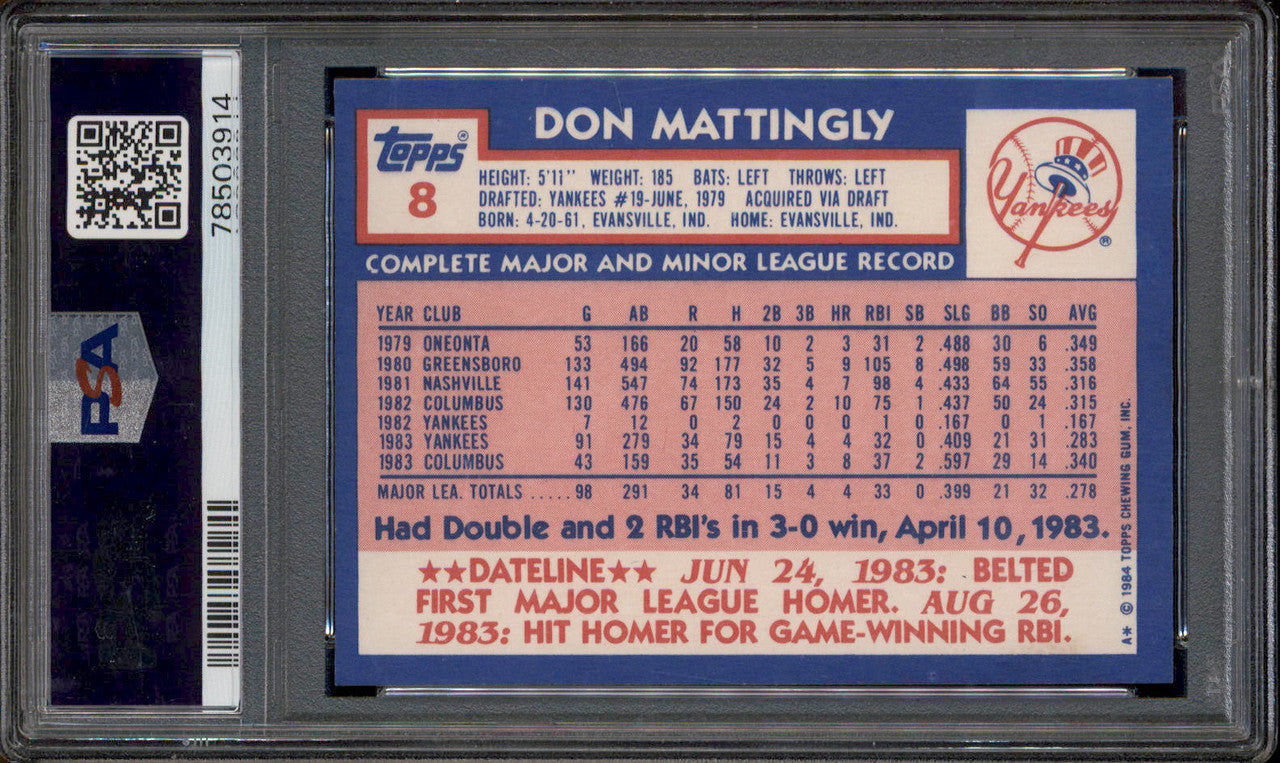 78503914
PSA
DON MATTINGLY
Topps®
8
HEIGHT: 5'11" WEIGHT: 185 BATS: LEFT THROWS: LEFT
DRAFTED: YANKEES #19-JUNE, 1979 ACQUIRED VIA DRAFT
BORN: 4-20-61, EVANSVILLE, IND. HOME: EVANSVILLE, IND.
Yankees®
COMPLETE MAJOR AND MINOR LEAGUE RECORD
YEAR CLUB G AB R H 2B 3B HR RBI SB SLG BB SO AVG
1979 ONEONTA 53 166 20 58 10 2 3 31 2 .488 30 6 .349
1980 GREENSBORO 133 494 92 177 32 5 9 105 8 .498 59 33 .358
1981 NASHVILLE 141 547 74 173 35 4 7 98 4 .433 64 55 .316
1982 COLUMBUS 130 476 67 150 24 2 10 75 1 .437 50 24 .315
1982 YANKEES 7 12 0 2 0 0 0 1 0 .167 0 1 .167
1983 YANKEES 91 279 34 79 15 4 4 32 0 .409 21 31 .283
1983 COLUMBUS 43 159 35 54 11 3 8 37 2 .597 29 14 .340
MAJOR LEA. TOTALS ..... 98 291 34 81 15 4 4 33 0 .399 21 32 .278
Had Double and 2 RBI's in 3-0 win, April 10, 1983.
★★DATELINE★★ JUN 24, 1983: BELTED
FIRST MAJOR LEAGUE HOMER. AUG 26,
1983: HIT HOMER FOR GAME-WINNING RBI.
A* © 1984 TOPPS CHEWING GUM, INC.